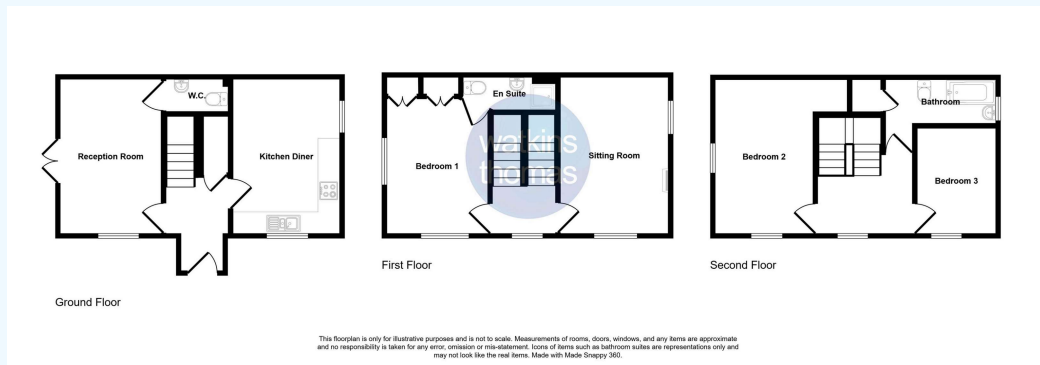 W.C.
Reception Room
Kitchen Diner
Ground Floor
En Suite
Bedroom 1
Sitting Room
watkins
thomas
First Floor
Bathroom
Bedroom 2
Bedroom 3
Second Floor
This floorplan is only for illustrative purposes and is not to scale. Measurements of rooms, doors, windows, and any items are approximate
and no responsibility is taken for any error, omission or mis-statement. Icons of items such as bathroom suites are representations only and
may not look like the real items. Made with Made Snappy 360.